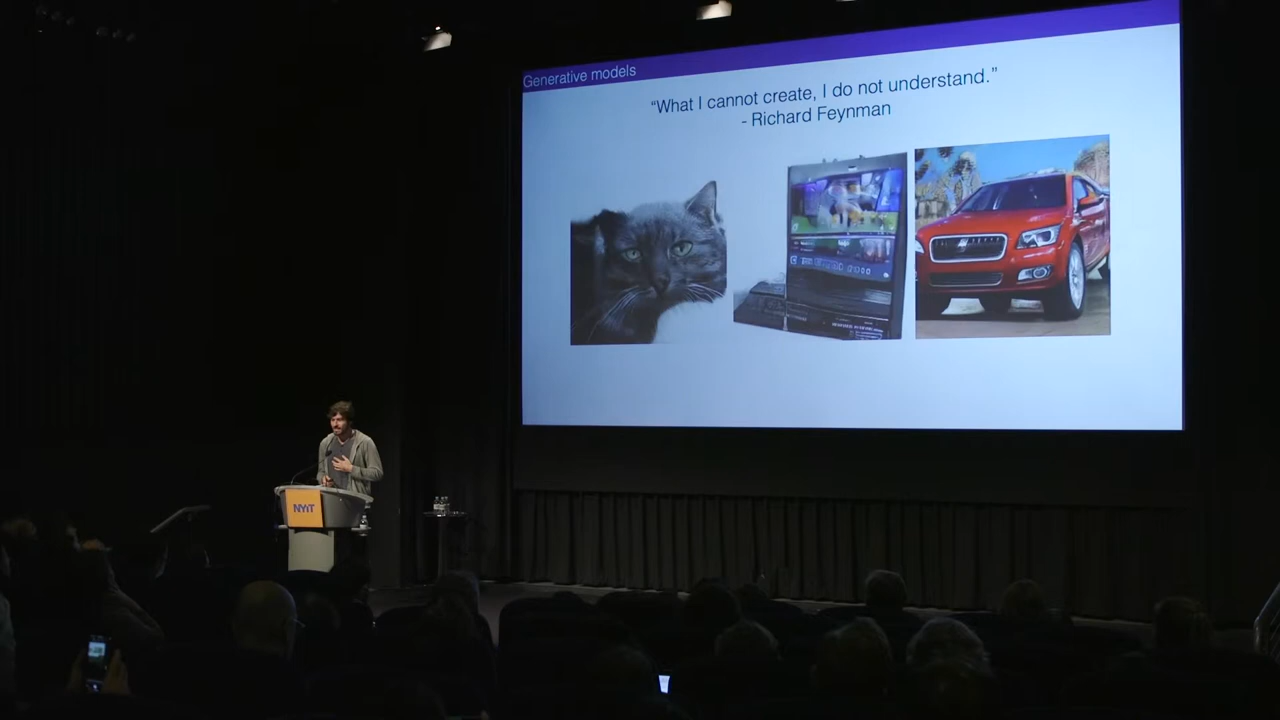 Generative models
“What I cannot create, I do not understand.”
- Richard Feynman
NYIT